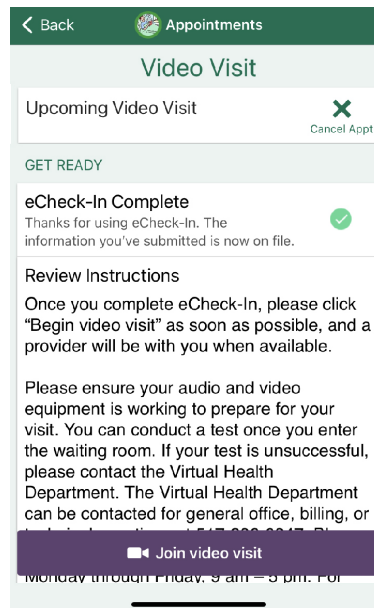 Back
Appointments
Video Visit
Upcoming Video Visit
Cancel Appt
GET READY
eCheck-In Complete
Thanks for using eCheck-In. The
information you've submitted is now on file.
Review Instructions
Once you complete eCheck-In, please click
“Begin video visit” as soon as possible, and a
provider will be with you when available.
Please ensure your audio and video
equipment is working to prepare for your
visit. You can conduct a test once you enter
the waiting room. If your test is unsuccessful,
please contact the Virtual Health
Department. The Virtual Health Department
can be contacted for general office, billing, or
Join video visit
Monday through Friday, 9 am – 5 pm. For